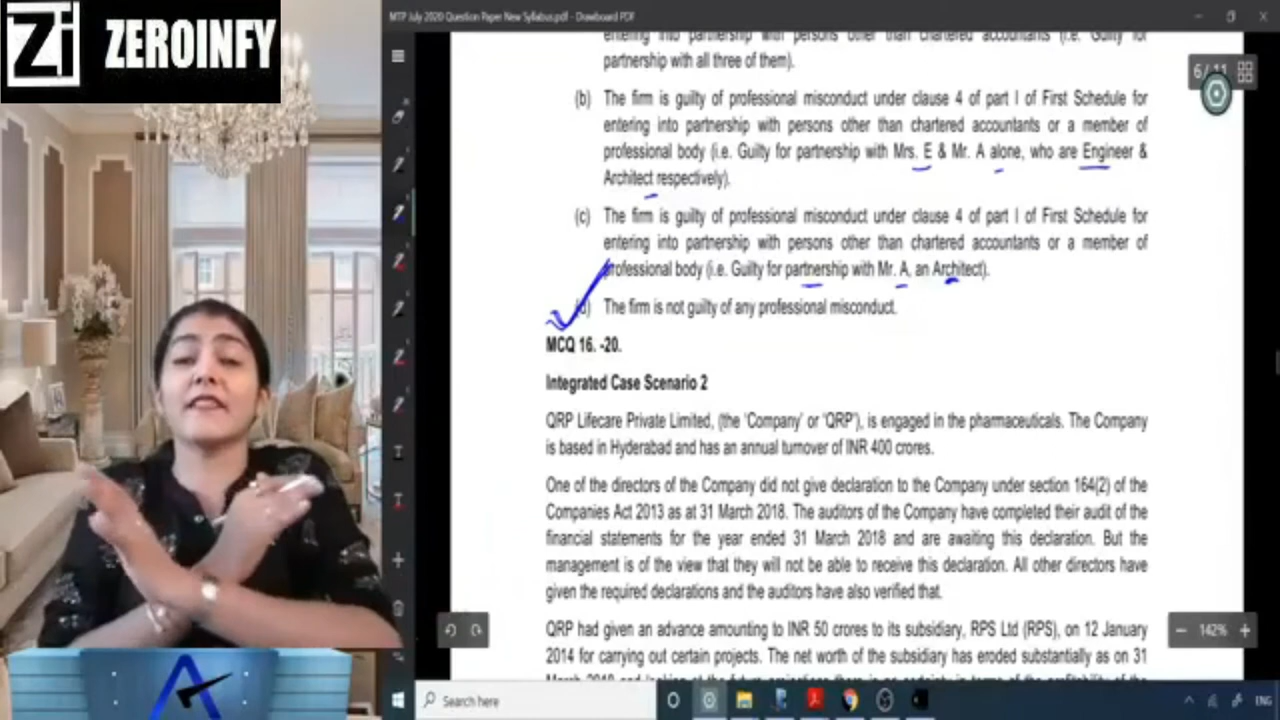 Zi ZEROINFY
MTP July 2020 Question Paper New Syllabus.pdf - Drawboard PDF
entering into partnership with persons other than chartered accountants (i.e. Guilty for
partnership with all three of them).
6 / 11
(b) The firm is guilty of professional misconduct under clause 4 of part I of First Schedule for
entering into partnership with persons other than chartered accountants or a member of
professional body (i.e. Guilty for partnership with Mrs. E & Mr. A alone, who are Engineer &
Architect respectively).
(c) The firm is guilty of professional misconduct under clause 4 of part I of First Schedule for
entering into partnership with persons other than chartered accountants or a member of
professional body (i.e. Guilty for partnership with Mr. A, an Architect).
(d) The firm is not guilty of any professional misconduct.
MCQ 16. -20.
Integrated Case Scenario 2
QRP Lifecare Private Limited, (the 'Company' or 'QRP'), is engaged in the pharmaceuticals. The Company
is based in Hyderabad and has an annual turnover of INR 400 crores.
One of the directors of the Company did not give declaration to the Company under section 164(2) of the
Companies Act 2013 as at 31 March 2018. The auditors of the Company have completed their audit of the
financial statements for the year ended 31 March 2018 and are awaiting this declaration. But the
management is of the view that they will not be able to receive this declaration. All other directors have
given the required declarations and the auditors have also verified that.
QRP had given an advance amounting to INR 50 crores to its subsidiary, RPS Ltd (RPS), on 12 January
2014 for carrying out certain projects. The net worth of the subsidiary has eroded substantially as on 31
142%
Search here
ENG